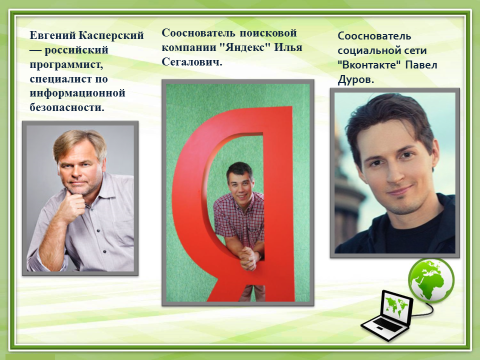 Евгений Касперский
— российский
программист,
специалист по
информационной
безопасности.
Сооснователь поисковой
компании "Яндекс" Илья
Сегалович.
Я
Сооснователь
социальной сети
"Вконтакте" Павел
Дуров.